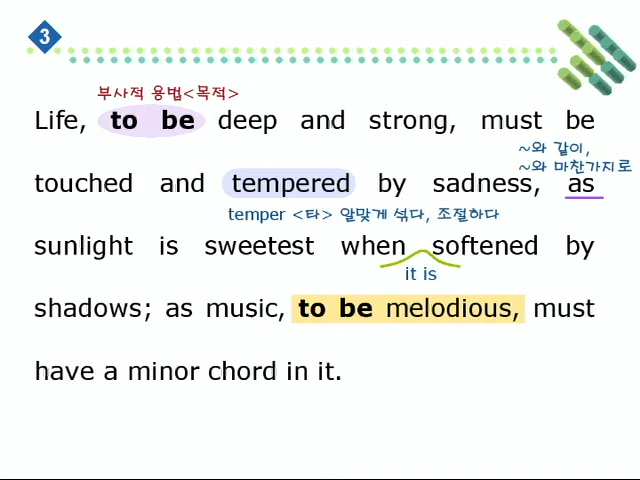 3
부사적 용법<목적>
Life, to be deep and strong, must be
~와 같이,
~와 마찬가지로
touched and tempered by sadness, as
temper <타> 알맞게 섞다, 조절하다
sunlight is sweetest when softened by
it is
shadows; as music, to be melodious, must
have a minor chord in it.